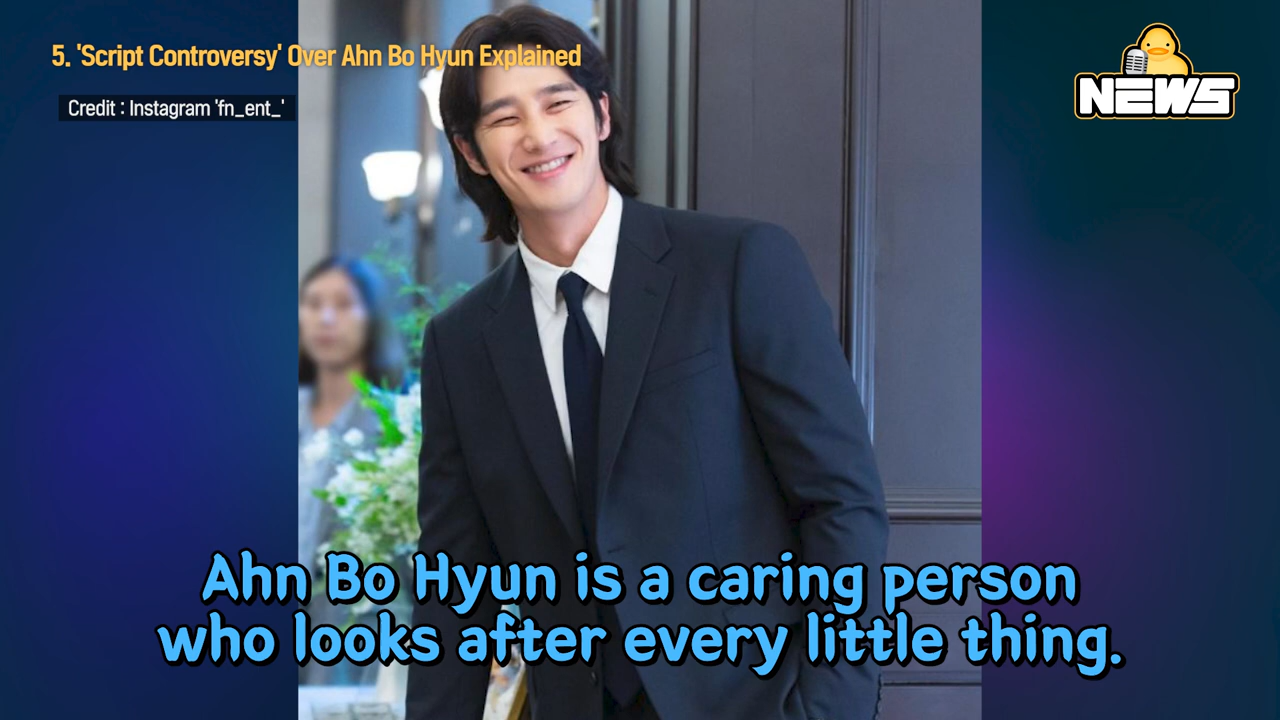 5. 'Script Controversy' Over Ahn Bo Hyun Explained
Credit : Instagram 'fn_ent_'
NEWS
Ahn Bo Hyun is a caring person
who looks after every little thing.